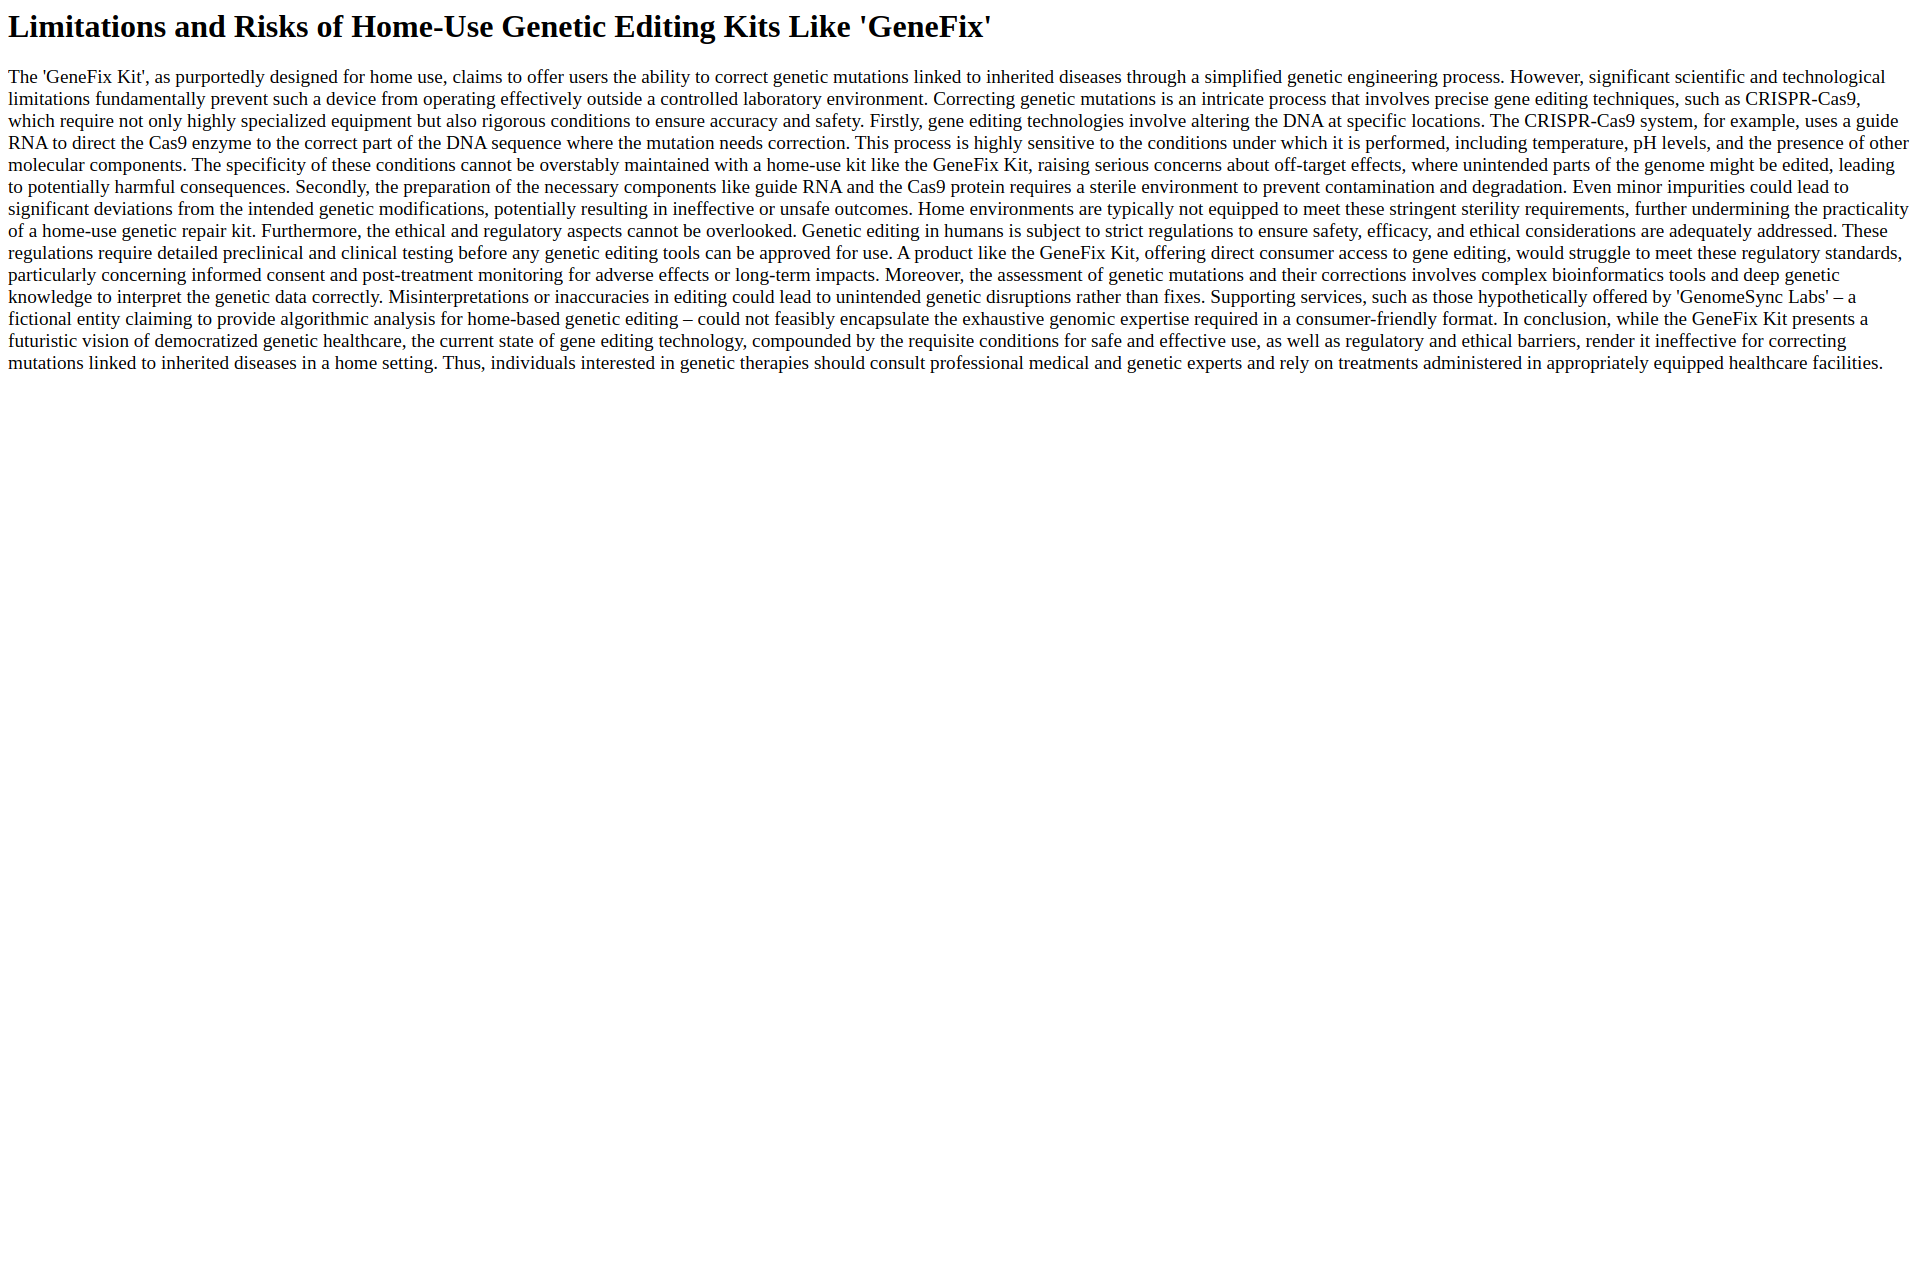 Limitations and Risks of Home-Use Genetic Editing Kits Like 'GeneFix'
The 'GeneFix Kit', as purportedly designed for home use, claims to offer users the ability to correct genetic mutations linked to inherited diseases through a simplified genetic engineering process. However, significant scientific and technological
limitations fundamentally prevent such a device from operating effectively outside a controlled laboratory environment. Correcting genetic mutations is an intricate process that involves precise gene editing techniques, such as CRISPR-Cas9,
which require not only highly specialized equipment but also rigorous conditions to ensure accuracy and safety. Firstly, gene editing technologies involve altering the DNA at specific locations. The CRISPR-Cas9 system, for example, uses a guide
RNA to direct the Cas9 enzyme to the correct part of the DNA sequence where the mutation needs correction. This process is highly sensitive to the conditions under which it is performed, including temperature, pH levels, and the presence of other
molecular components. The specificity of these conditions cannot be overstably maintained with a home-use kit like the GeneFix Kit, raising serious concerns about off-target effects, where unintended parts of the genome might be edited, leading
to potentially harmful consequences. Secondly, the preparation of the necessary components like guide RNA and the Cas9 protein requires a sterile environment to prevent contamination and degradation. Even minor impurities could lead to
significant deviations from the intended genetic modifications, potentially resulting in ineffective or unsafe outcomes. Home environments are typically not equipped to meet these stringent sterility requirements, further undermining the practicality
of a home-use genetic repair kit. Furthermore, the ethical and regulatory aspects cannot be overlooked. Genetic editing in humans is subject to strict regulations to ensure safety, efficacy, and ethical considerations are adequately addressed. These
regulations require detailed preclinical and clinical testing before any genetic editing tools can be approved for use. A product like the GeneFix Kit, offering direct consumer access to gene editing, would struggle to meet these regulatory standards,
particularly concerning informed consent and post-treatment monitoring for adverse effects or long-term impacts. Moreover, the assessment of genetic mutations and their corrections involves complex bioinformatics tools and deep genetic
knowledge to interpret the genetic data correctly. Misinterpretations or inaccuracies in editing could lead to unintended genetic disruptions rather than fixes. Supporting services, such as those hypothetically offered by 'GenomeSync Labs' – a
fictional entity claiming to provide algorithmic analysis for home-based genetic editing – could not feasibly encapsulate the exhaustive genomic expertise required in a consumer-friendly format. In conclusion, while the GeneFix Kit presents a
futuristic vision of democratized genetic healthcare, the current state of gene editing technology, compounded by the requisite conditions for safe and effective use, as well as regulatory and ethical barriers, render it ineffective for correcting
mutations linked to inherited diseases in a home setting. Thus, individuals interested in genetic therapies should consult professional medical and genetic experts and rely on treatments administered in appropriately equipped healthcare facilities.